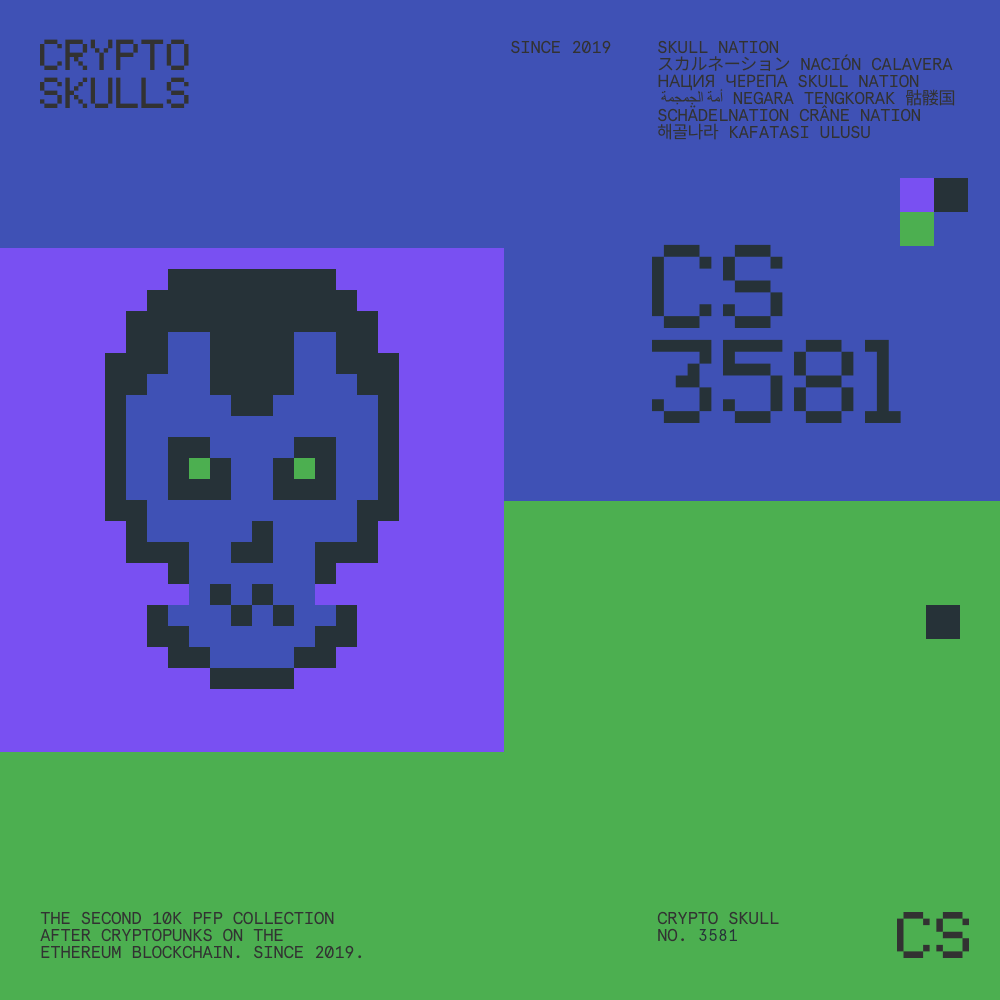 CRYPTO
SKULLS
SINCE 2019
SKULL NATION
スカルネーション NACIÓN CALAVERA
НАЦИЯ ЧЕРЕПА SKULL NATION
أمة الجمجمة NEGARA TENGKORAK 骷髅国
SCHÄDELNATION CRÂNE NATION
해골나라 KAFATASI ULUSU
CS
3581
THE SECOND 10K PFP COLLECTION
AFTER CRYPTOPUNKS ON THE
ETHEREUM BLOCKCHAIN. SINCE 2019.
CRYPTO SKULL
NO. 3581
CS